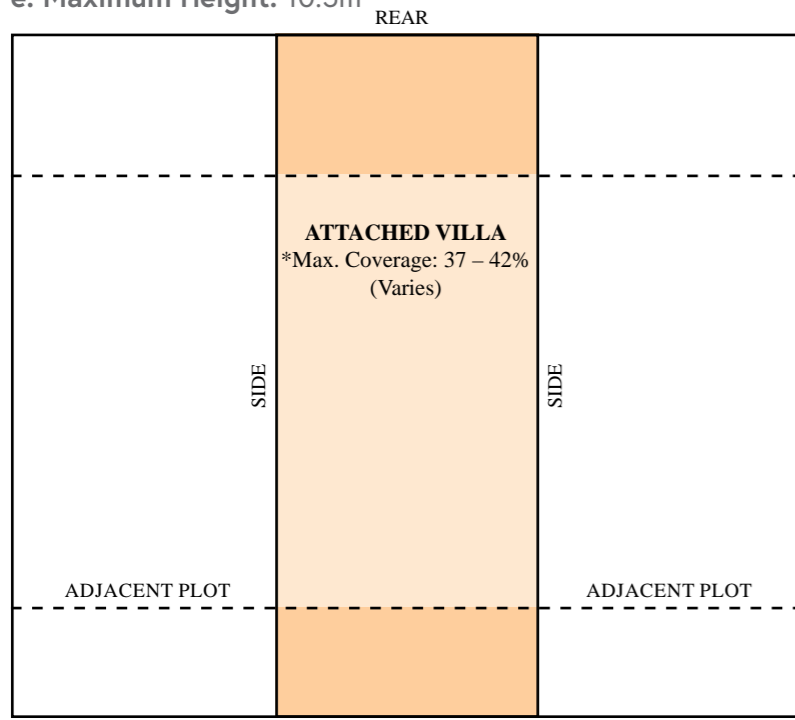 e. Maximum Height: 10.5m
REAR
ATTACHED VILLA
*Max. Coverage: 37 – 42%
(Varies)
SIDE
SIDE
ADJACENT PLOT
ADJACENT PLOT